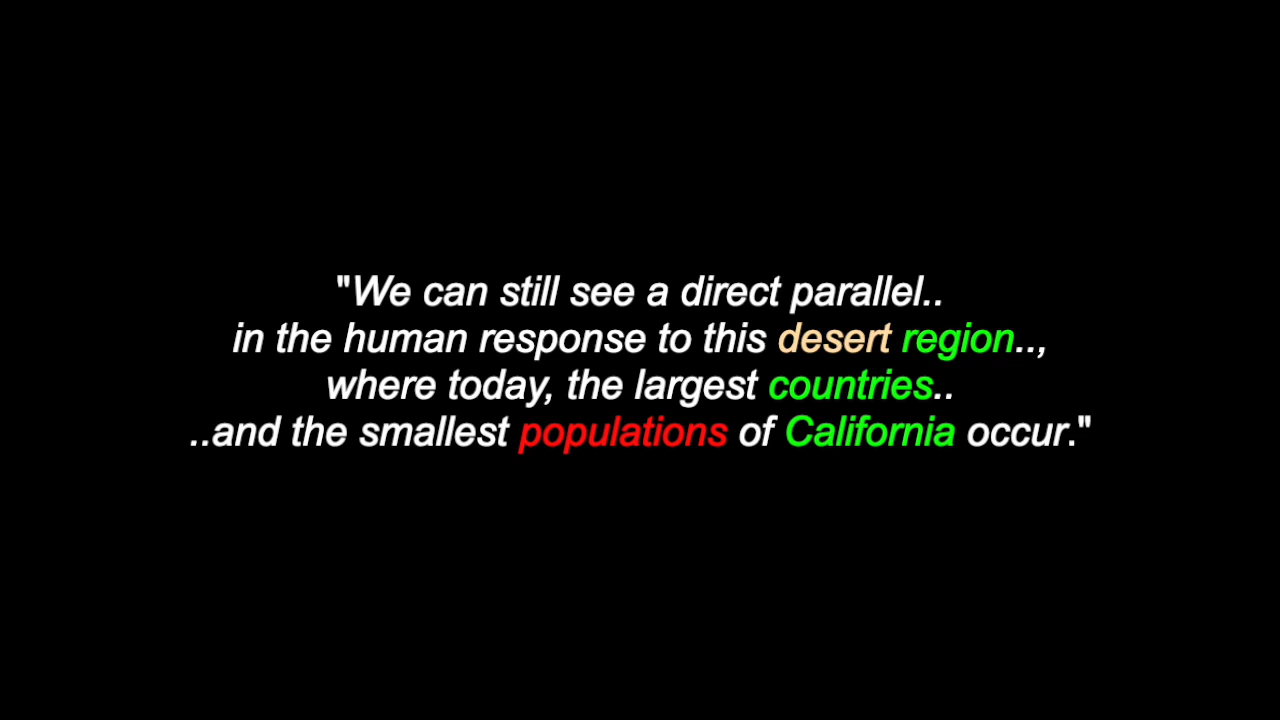 "We can still see a direct parallel..
in the human response to this desert region..,
where today, the largest countries..
..and the smallest populations of California occur."